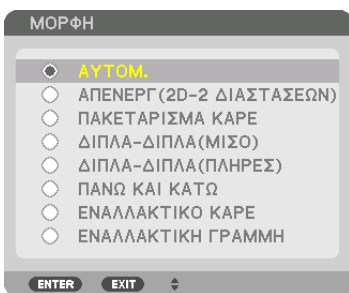 ΜΟΡΦΗ
ΑΥΤΟΜ.
ΑΠΕΝΕΡΓ(2D-2 ΔΙΑΣΤΑΣΕΩΝ)
ΠΑΚΕΤΑΡΙΣΜΑ ΚΑΡΕ
ΔΙΠΛΑ-ΔΙΠΛΑ(ΜΙΣΟ)
ΔΙΠΛΑ-ΔΙΠΛΑ(ΠΛΗΡΕΣ)
ΠΑΝΩ ΚΑΙ ΚΑΤΩ
ΕΝΑΛΛΑΚΤΙΚΟ ΚΑΡΕ
ΕΝΑΛΛΑΚΤΙΚΗ ΓΡΑΜΜΗ
ENTER EXIT